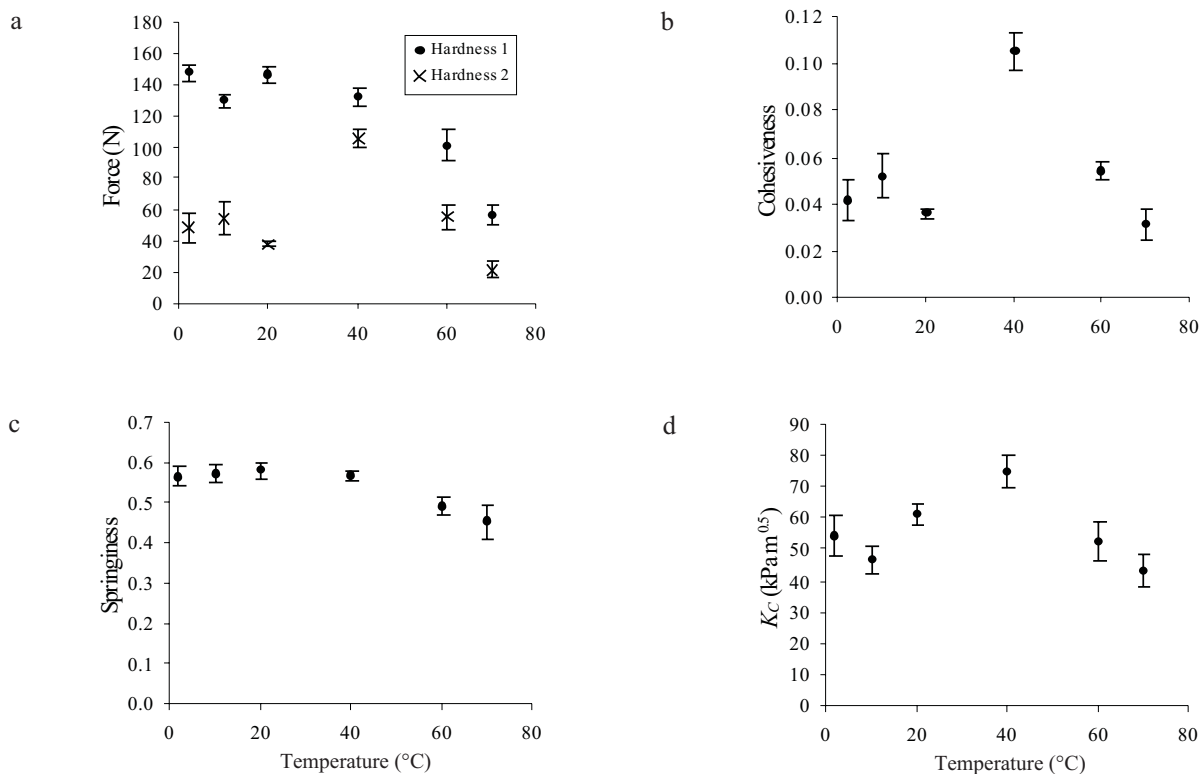 a
180
160
140
120
100
80
60
40
20
0
Force (N)
Hardness 1
Hardness 2
0 20 40 60 80
b
0.12
0.10
0.08
0.06
0.04
0.02
0.00
Cohesiveness
0 20 40 60 80
c
0.7
0.6
0.5
0.4
0.3
0.2
0.1
0.0
Springiness
0 20 40 60 80
Temperature (°C)
d
90
80
70
60
50
40
30
20
10
0
KC (kPa m0.5)
0 20 40 60 80
Temperature (°C)